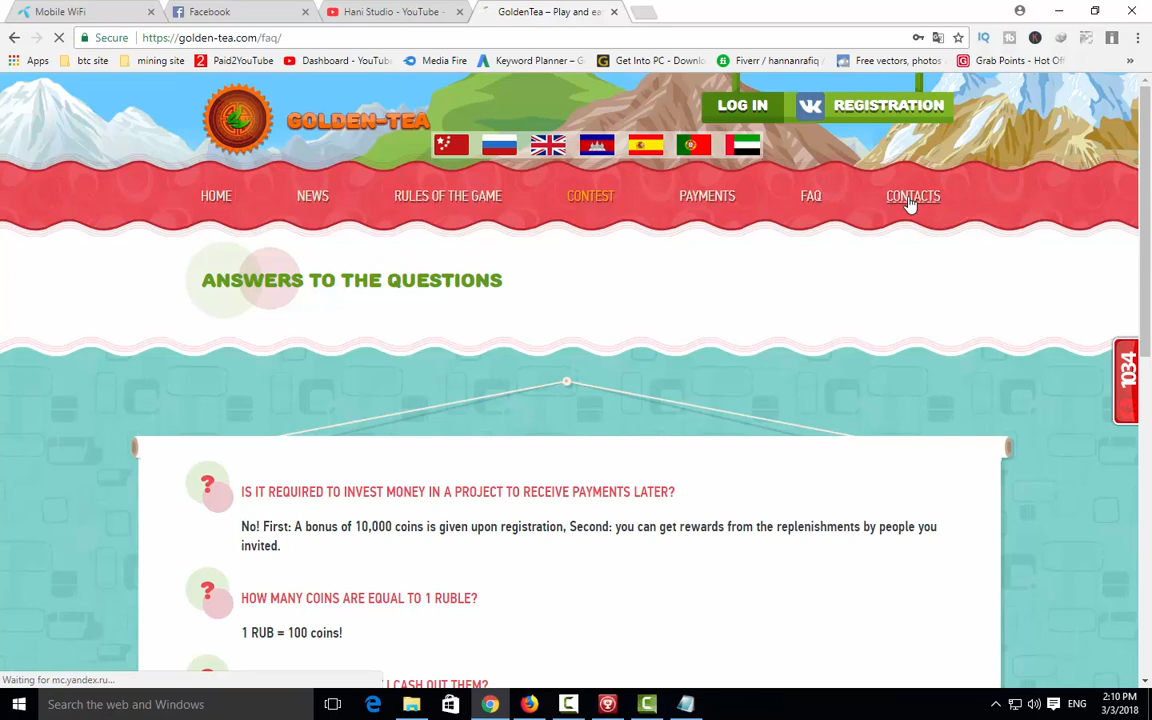 Mobile WiFi
Facebook
Hani Studio - YouTube -
GoldenTea – Play and ea
Secure
https://golden-tea.com/faq/
Apps
btc site
mining site
Paid2YouTube
Dashboard - YouTube
Media Fire
Keyword Planner – G
Get Into PC - Downlo
Fiverr / hannanrafiq /
Free vectors, photos
Grab Points - Hot Off
GOLDEN-TEA
LOG IN
REGISTRATION
HOME
NEWS
RULES OF THE GAME
CONTEST
PAYMENTS
FAQ
CONTACTS
ANSWERS TO THE QUESTIONS
1034
? IS IT REQUIRED TO INVEST MONEY IN A PROJECT TO RECEIVE PAYMENTS LATER?
No! First: A bonus of 10,000 coins is given upon registration, Second: you can get rewards from the replenishments by people you
invited.
? HOW MANY COINS ARE EQUAL TO 1 RUBLE?
1 RUB = 100 coins!
I CASH OUT THEM?
Waiting for mc.yandex.ru...
Search the web and Windows
ENG
2:10 PM
3/3/2018